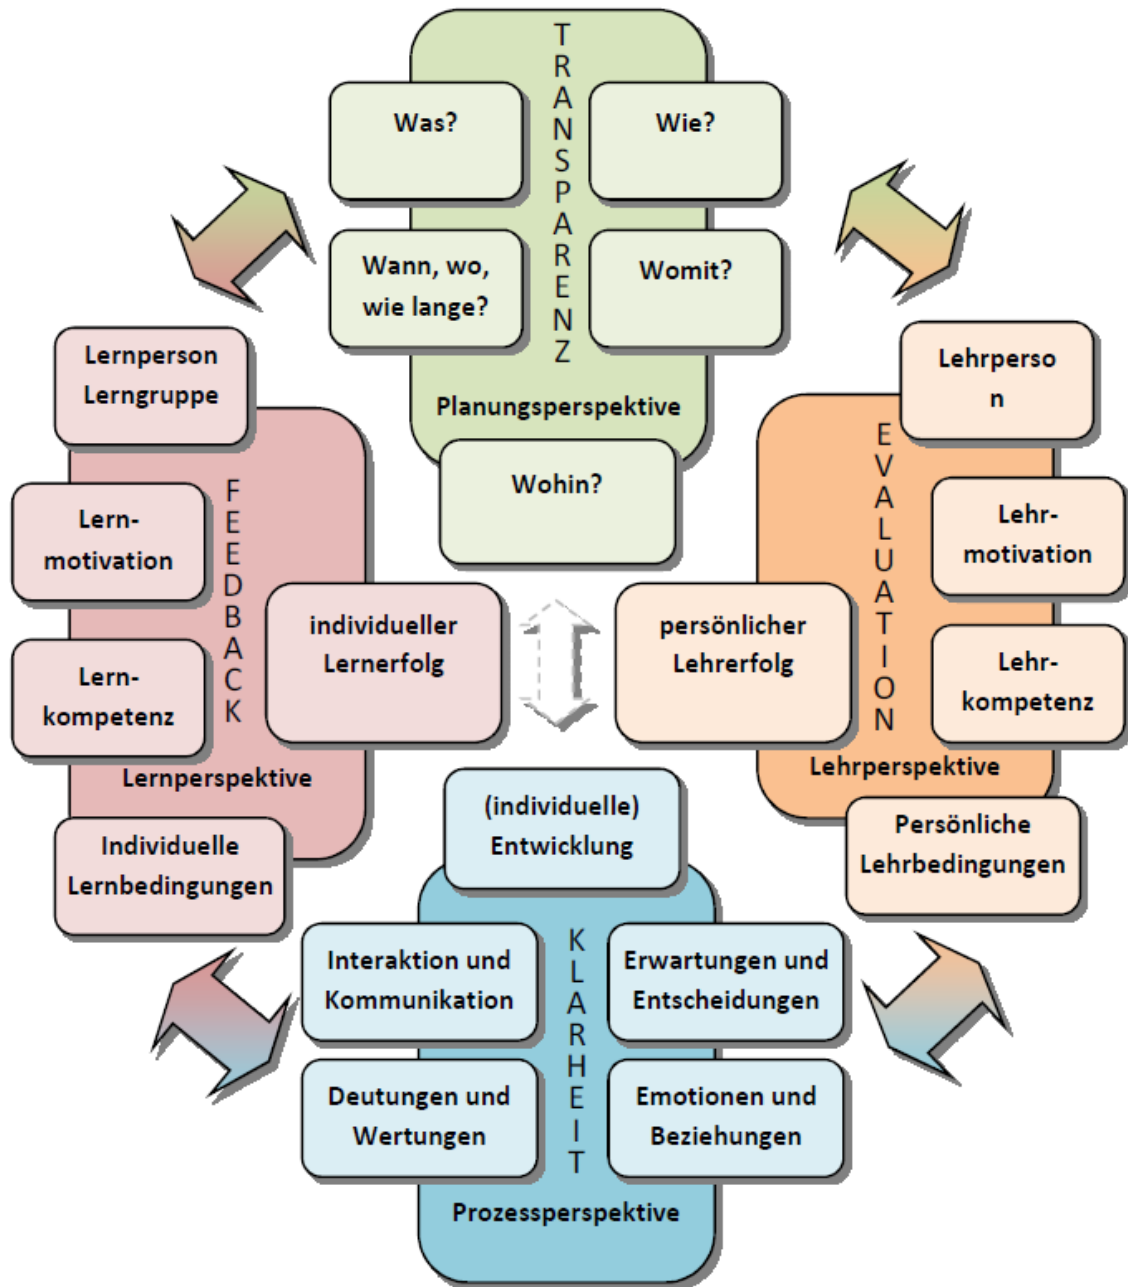 TRANSPARENZ
Was?
Wie?
Wann, wo,
wie lange?
Womit?
Planungsperspektive
Wohin?
Lernperson
Lerngruppe
FEEDBACK
Lern-
motivation
Lern-
kompetenz
individueller
Lernerfolg
Lernperspektive
Individuelle
Lernbedingungen
Lehrperso
n
EVALUATION
Lehr-
motivation
persönlicher
Lehrerfolg
Lehr-
kompetenz
Lehrperspektive
Persönliche
Lehrbedingungen
(individuelle)
Entwicklung
KLARHEIT
Interaktion und
Kommunikation
Erwartungen und
Entscheidungen
Deutungen und
Wertungen
Emotionen und
Beziehungen
Prozessperspektive